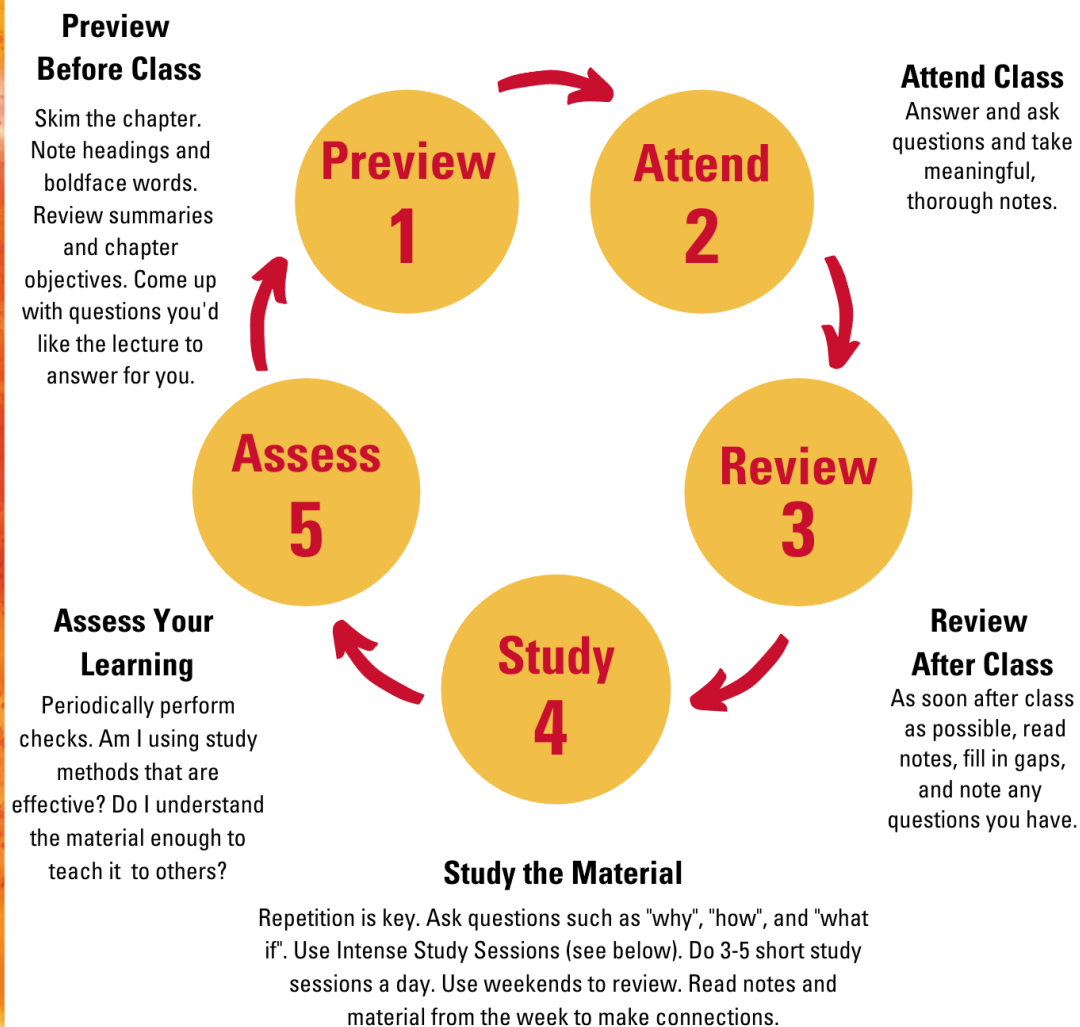 Preview
Before Class
Skim the chapter.
Note headings and
boldface words.
Review summaries
and chapter
objectives. Come up
with questions you'd
like the lecture to
answer for you.
Preview
1
Attend
2
Attend Class
Answer and ask
questions and take
meaningful,
thorough notes.
Review
3
Review
After Class
As soon after class
as possible, read
notes, fill in gaps,
and note any
questions you have.
Study
4
Study the Material
Repetition is key. Ask questions such as "why", "how", and "what
if". Use Intense Study Sessions (see below). Do 3-5 short study
sessions a day. Use weekends to review. Read notes and
material from the week to make connections.
Assess
5
Assess Your
Learning
Periodically perform
checks. Am I using study
methods that are
effective? Do I understand
the material enough to
teach it to others?